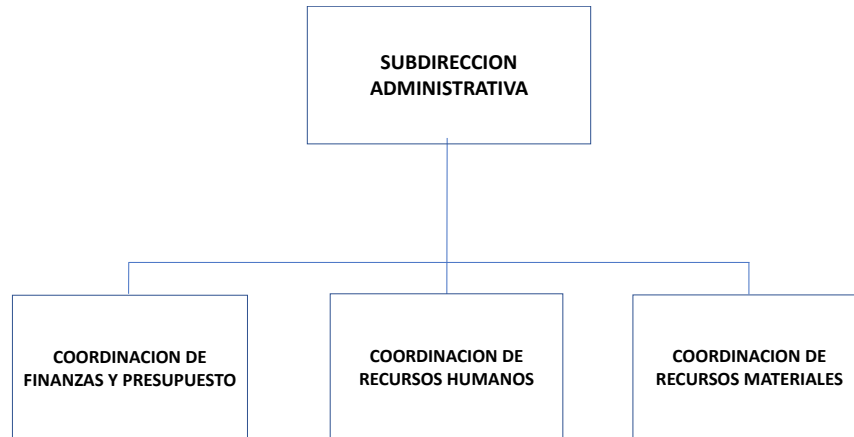 SUBDIRECCION
ADMINISTRATIVA
COORDINACION DE
FINANZAS Y PRESUPUESTO
COORDINACION DE
RECURSOS HUMANOS
COORDINACION DE
RECURSOS MATERIALES